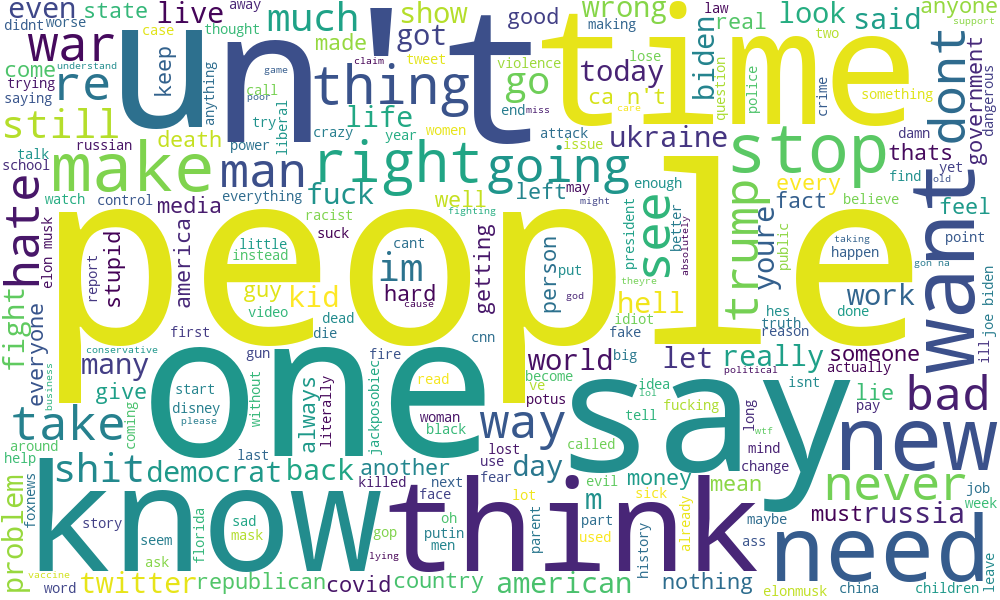 people
u
n't
time
one
say
know
think
need
new
want
stop
make
right
going
never
see
trump
hate
war
re
thing
much
live
even
state
case
away
thought
show
got
good
wrong
said
look
real
law
making
two
anyone
support
didnt
worse
come
trying
saying
understand
keep
anything
call
game
poor
claim
tweet
made
go
violence
end
miss
today
lose
ca n't
care
biden
question
police
crime
something
dont
government
dangerous
still
russian
death
power
try
liberal
crazy
life
year
women
attack
issue
ukraine
thats
damn
yet
find
old
talk
school
watch
control
man
everything
fuck
well
left
may
might
enough
every
fact
believe
feel
elon musk
media
racist
suck
fighting
president
better
absolutely
youre
public
taking
happen
gon na
point
report
stupid
america
little
instead
guy
video
kid
cant
im
hard
cause
getting
god
person
put
theyre
hell
idiot
hes
truth
reason
done
work
joe biden
ill
fight
everyone
first
dead
die
gun
fire
cnn
fake
big
political
isnt
actually
someone
conservative
business
many
give
coming
start
disney
please
without
always
literally
jackposobiec
read
woman
black
become
ve
potus
world
idea
lol
tell
let
fucking
really
long
wtf
lie
pay
bad
take
around
help
last
way
lost
use
fear
called
mind
change
mean
shit
democrat
back
another
killed
next
face
day
evil
money
m
sick
lot
part
used
parent
history
already
maybe
ass
must
russia
job
week
leave
problem
foxnews
story
seem
ask
florida
sad
mask
gop
lying
oh
putin
men
vaccine
word
twitter
republican
covid
country
american
nothing
elonmusk
china
children